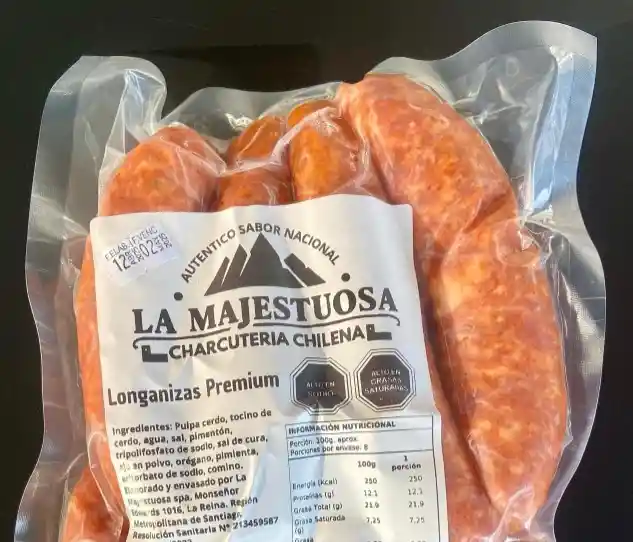 F.ELAB. F.VENC
AUTENTICO SABOR NACIONAL
LA MAJESTUOSA
CHARCUTERIA CHILENA
Longanizas Premium
ALTO EN
SODIO
ALTO EN
GRASAS
SATURADAS
Ingredientes: Pulpa cerdo, tocino de
cerdo, agua, sal, pimentón,
tripolifosfato de sodio, sal de cura,
ajo en polvo, orégano, pimienta,
eritorbato de sodio, comino.
Elaborado y envasado por La
Majestuosa spa, Monseñor
Edwards 1016, La Reina, Región
Metropolitana de Santiago
Resolución Sanitaria N° 213459587
INFORMACIÓN NUTRICIONAL
Porción: 100g. aprox.
Porciones por envase: 8
100g 1 porción
Energía (Kcal) 250 250
Proteínas (g) 12,1 12,1
Grasa Total (g) 21,9 21,9
Grasa Saturada (g) 7,25 7,25